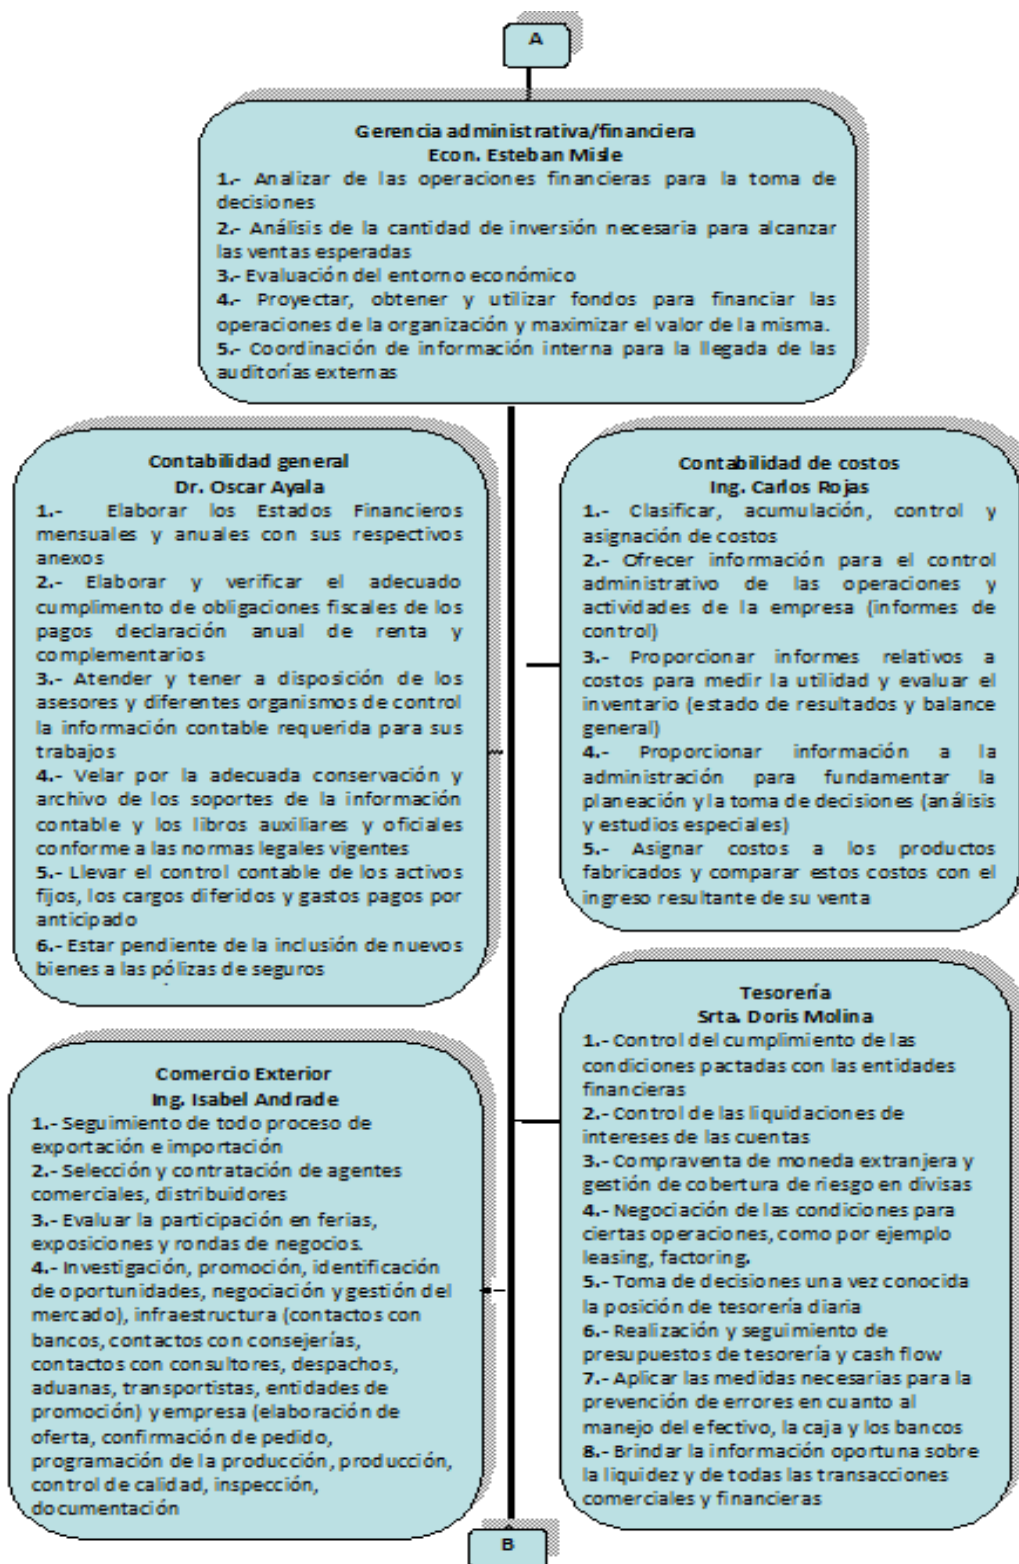 A
Gerencia administrativa/financiera
Econ. Esteban Misle
1.- Analizar de las operaciones financieras para la toma de
decisiones
2.- Análisis de la cantidad de inversión necesaria para alcanzar
las ventas esperadas
3.- Evaluación del entorno económico
4.- Proyectar, obtener y utilizar fondos para financiar las
operaciones de la organización y maximizar el valor de la misma.
5.- Coordinación de información interna para la llegada de las
auditorías externas
Contabilidad general
Dr. Oscar Ayala
1.- Elaborar los Estados Financieros
mensuales y anuales con sus respectivos
anexos
2.- Elaborar y verificar el adecuado
cumplimento de obligaciones fiscales de los
pagos declaración anual de renta y
complementarios
3.- Atender y tener a disposición de los
asesores y diferentes organismos de control
la información contable requerida para sus
trabajos
4.- Velar por la adecuada conservación y
archivo de los soportes de la información
contable y los libros auxiliares y oficiales
conforme a las normas legales vigentes
5.- Llevar el control contable de los activos
fijos, los cargos diferidos y gastos pagos por
anticipado
6.- Estar pendiente de la inclusión de nuevos
bienes a las pólizas de seguros
Contabilidad de costos
Ing. Carlos Rojas
1.- Clasificar, acumulación, control y
asignación de costos
2.- Ofrecer información para el control
administrativo de las operaciones y
actividades de la empresa (informes de
control)
3.- Proporcionar informes relativos a
costos para medir la utilidad y evaluar el
inventario (estado de resultados y balance
general)
4.- Proporcionar información a la
administración para fundamentar la
planeación y la toma de decisiones (análisis
y estudios especiales)
5.- Asignar costos a los productos
fabricados y comparar estos costos con el
ingreso resultante de su venta
Comercio Exterior
Ing. Isabel Andrade
1.- Seguimiento de todo proceso de
exportación e importación
2.- Selección y contratación de agentes
comerciales, distribuidores
3.- Evaluar la participación en ferias,
exposiciones y rondas de negocios.
4.- Investigación, promoción, identificación
de oportunidades, negociación y gestión del
mercado), infraestructura (contactos con
bancos, contactos con consejerías,
contactos con consultores, despachos,
aduanas, transportistas, entidades de
promoción) y empresa (elaboración de
oferta, confirmación de pedido,
programación de la producción, producción,
control de calidad, inspección,
documentación
Tesorería
Srta. Doris Molina
1.- Control del cumplimiento de las
condiciones pactadas con las entidades
financieras
2.- Control de las liquidaciones de
intereses de las cuentas
3.- Compraventa de moneda extranjera y
gestión de cobertura de riesgo en divisas
4.- Negociación de las condiciones para
ciertas operaciones, como por ejemplo
leasing, factoring.
5.- Toma de decisiones una vez conocida
la posición de tesorería diaria
6.- Realización y seguimiento de
presupuestos de tesorería y cash flow
7.- Aplicar las medidas necesarias para la
prevención de errores en cuanto al
manejo del efectivo, la caja y los bancos
8.- Brindar la información oportuna sobre
la liquidez y de todas las transacciones
comerciales y financieras
B